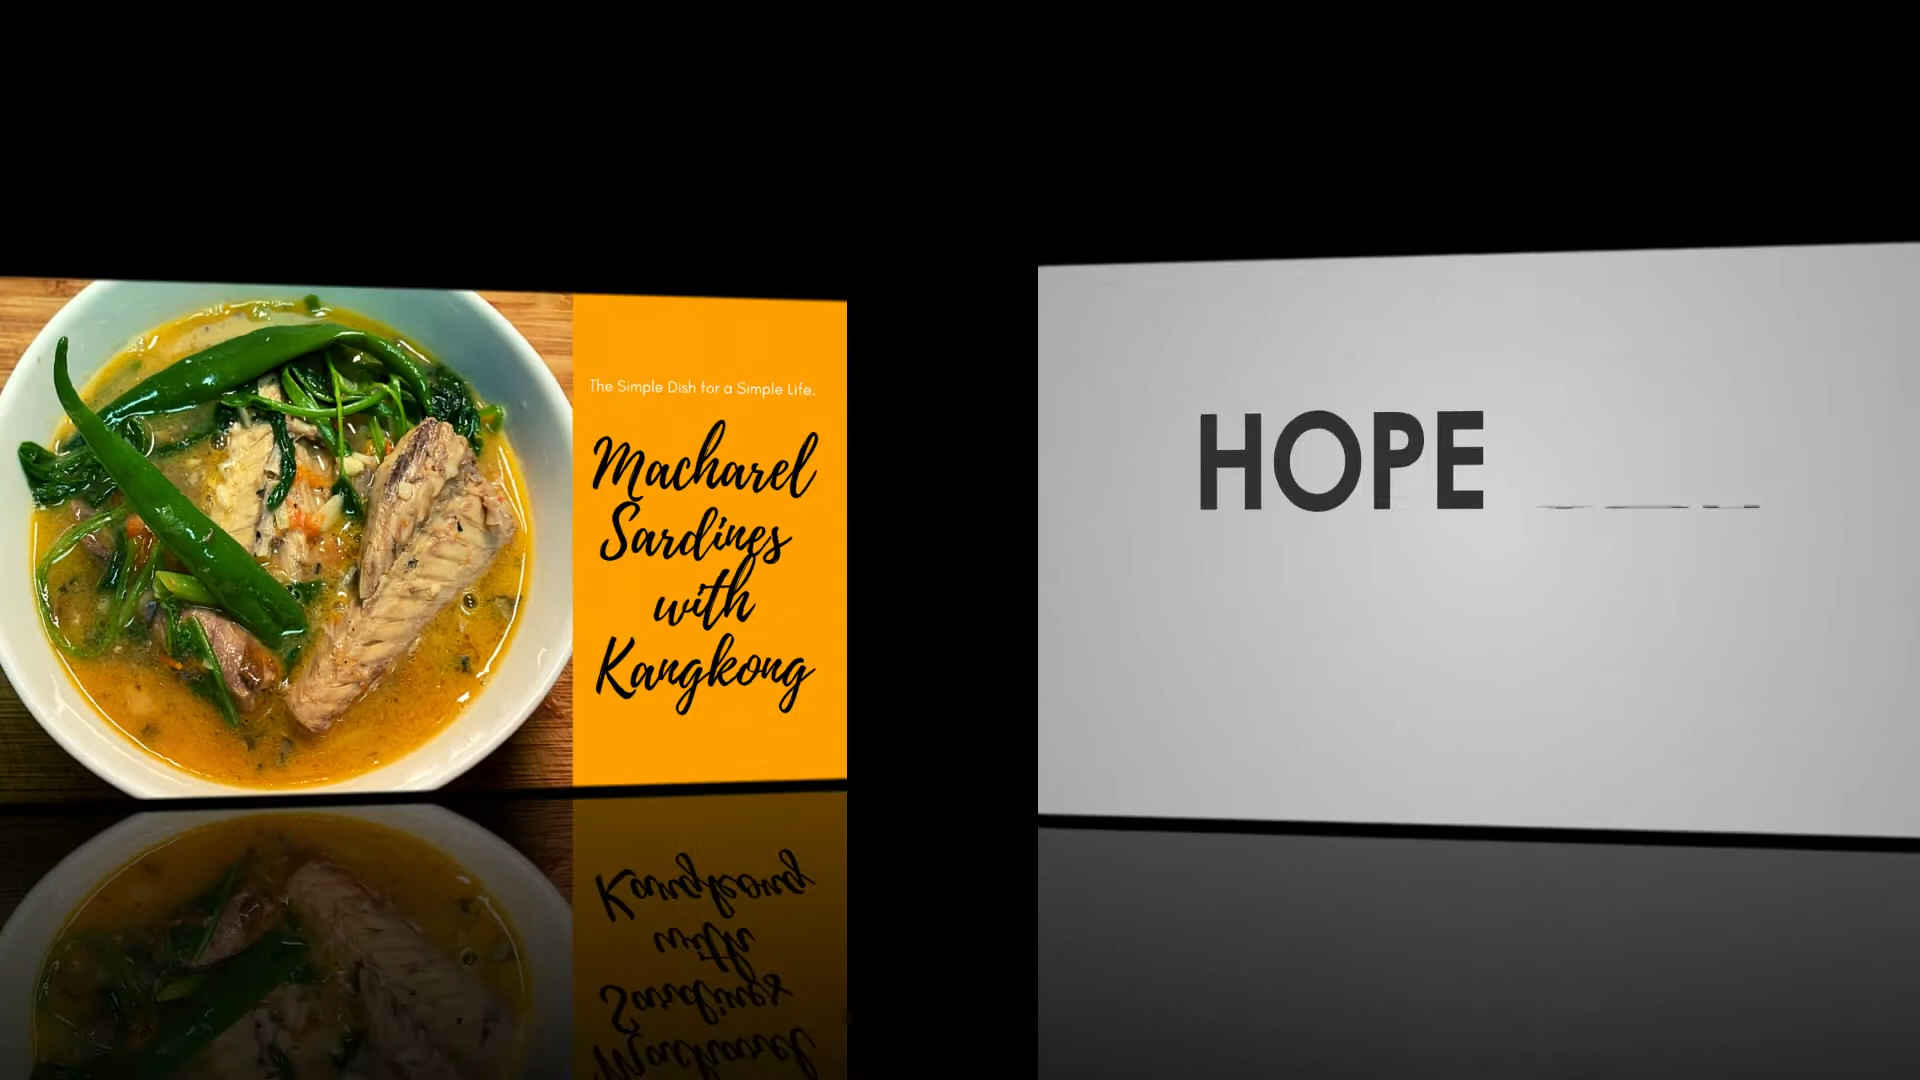 The Simple Dish for a Simple Life.
Macharel
Sardines
with
Kangkong
HOPE